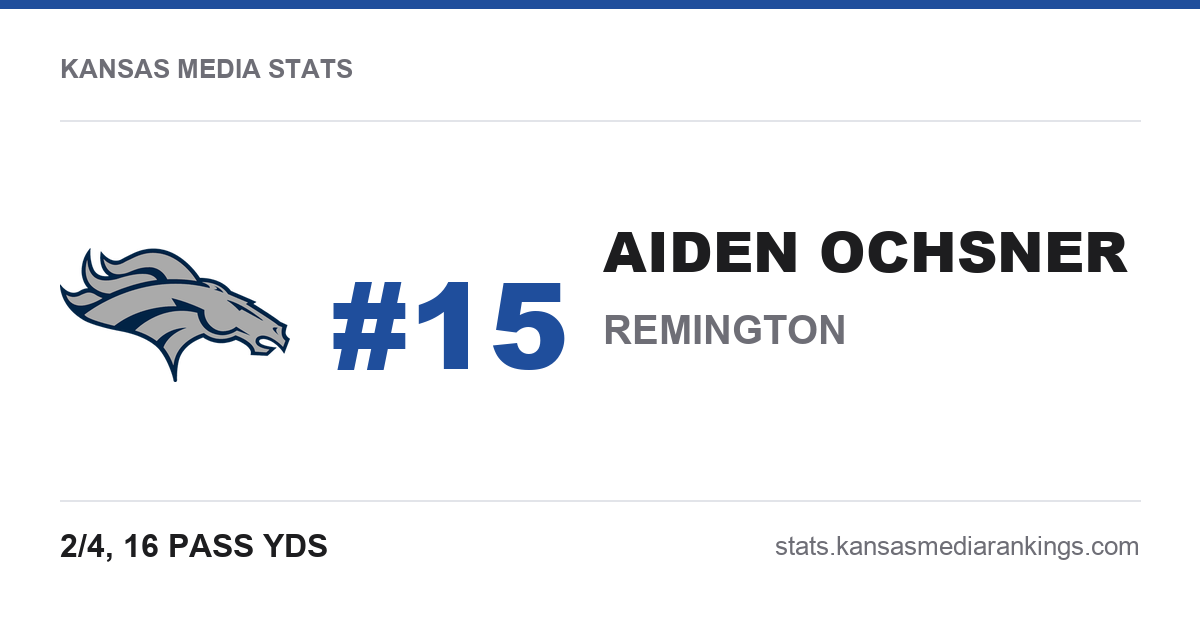 KANSAS MEDIA STATS
#15
AIDEN OCHSNER
REMINGTON
2/4, 16 PASS YDS
stats.kansasmediarankings.com